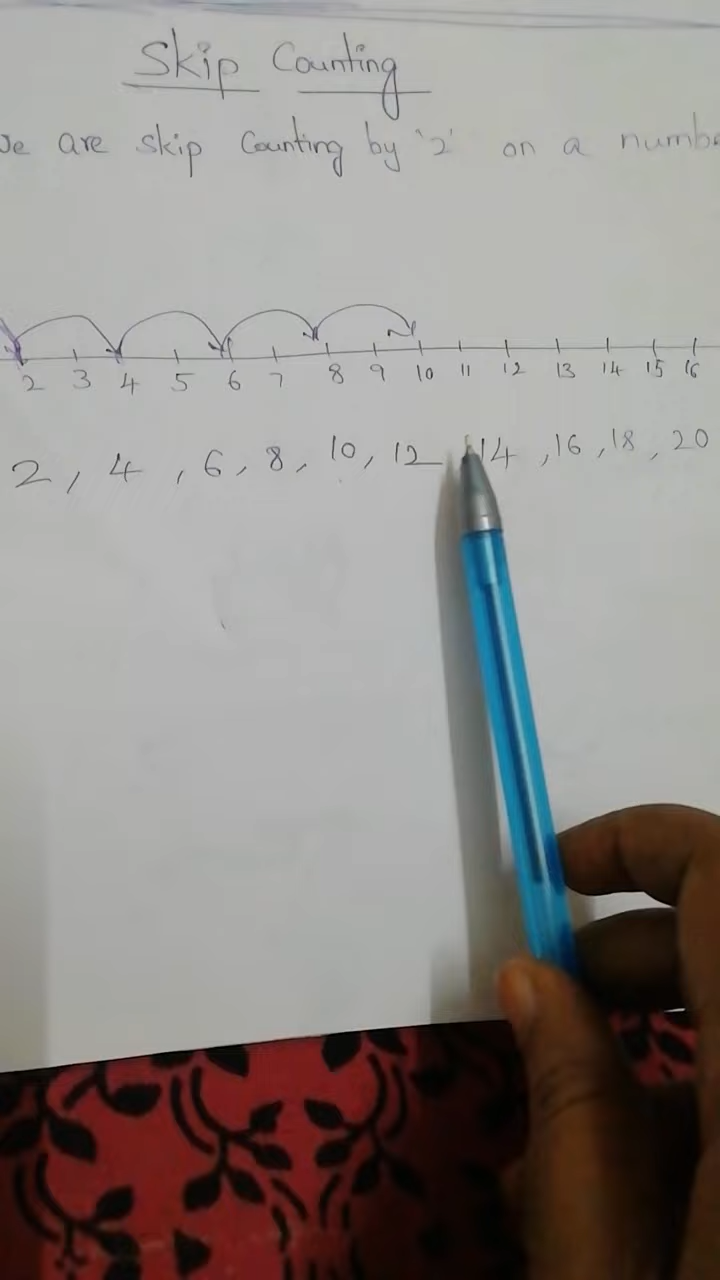 Skip Counting
are skip Counting by '2' on a
2 3 4 5 6 7 8 9 10 11 12 13 14 15 16
2, 4, 6, 8, 10, 12 14, 16, 18, 20